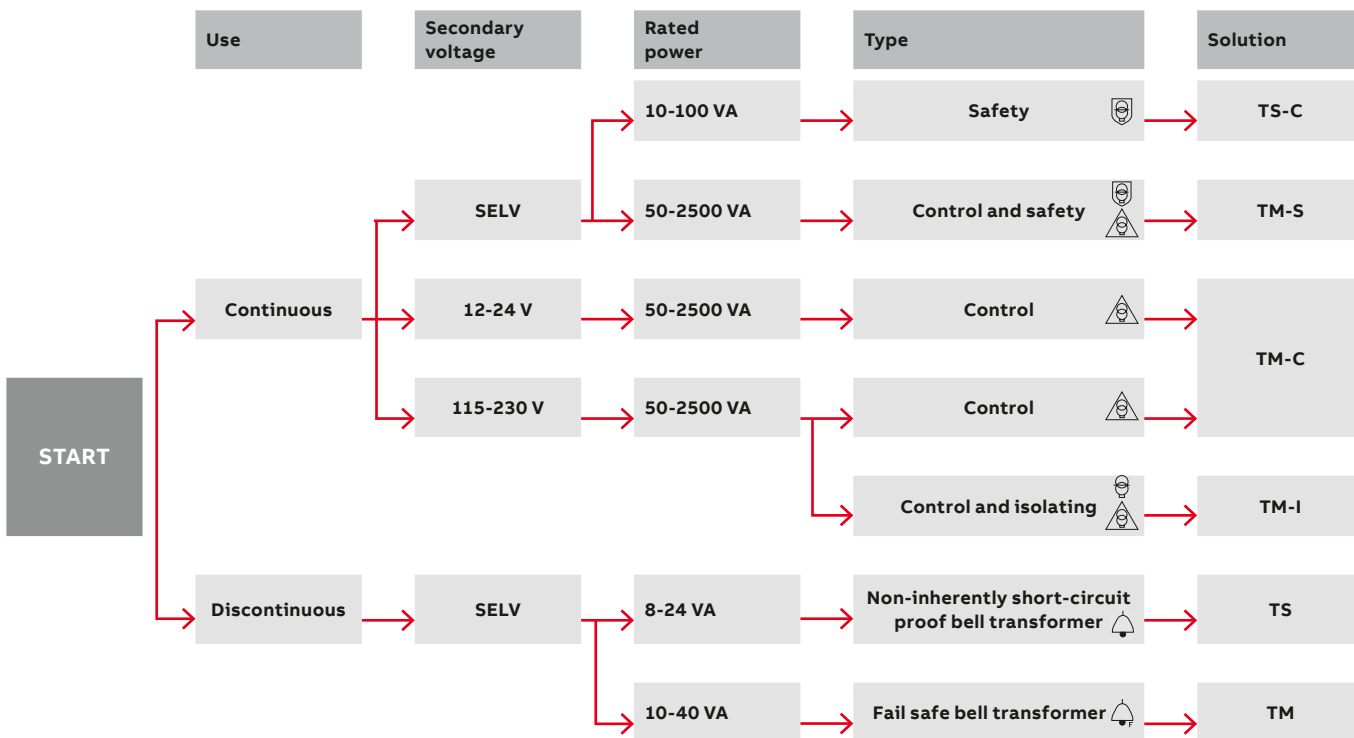 Use
Secondary
voltage
Rated
power
Type
Solution
10-100 VA
Safety
TS-C
SELV
50-2500 VA
Control and safety
TM-S
Continuous
12-24 V
50-2500 VA
Control
TM-C
115-230 V
50-2500 VA
Control
START
Control and isolating
TM-I
Discontinuous
SELV
8-24 VA
Non-inherently short-circuit
proof bell transformer
TS
10-40 VA
Fail safe bell transformer
F
TM